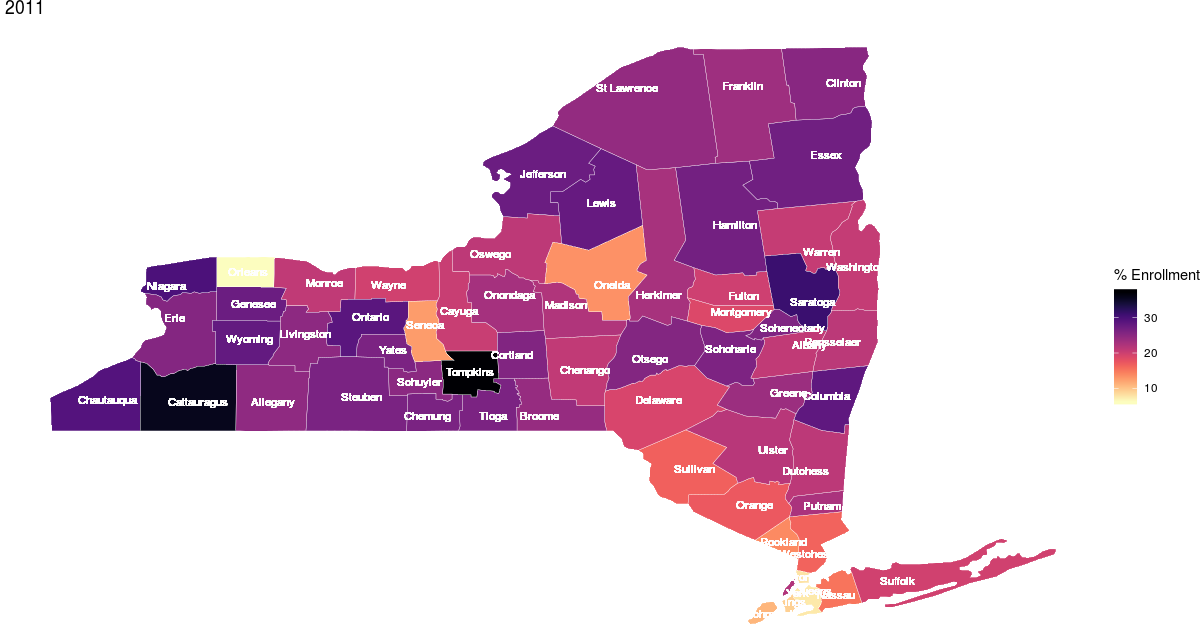 2011
St Lawrence
Franklin
Clinton
Essex
Jefferson
Lewis
Hamilton
Oswego
Warren
Washington
Niagara
Orleans
Monroe
Wayne
Oneida
Herkimer
% Enrollment
Genesee
Onondaga
Madison
Fulton
Saratoga
Erie
Ontario
Seneca
Cayuga
Montgomery
30
Wyoming
Livingston
Schenectady
Yates
Cortland
Otsego
Schoharie
Albany
Rensselaer
20
Tompkins
Chenango
Schuyler
10
Chautauqua
Cattaraugus
Allegany
Steuben
Delaware
Greene
Columbia
Chemung
Tioga
Broome
Ulster
Sullivan
Dutchess
Orange
Putnam
Rockland
Westches
Suffolk
Nassau